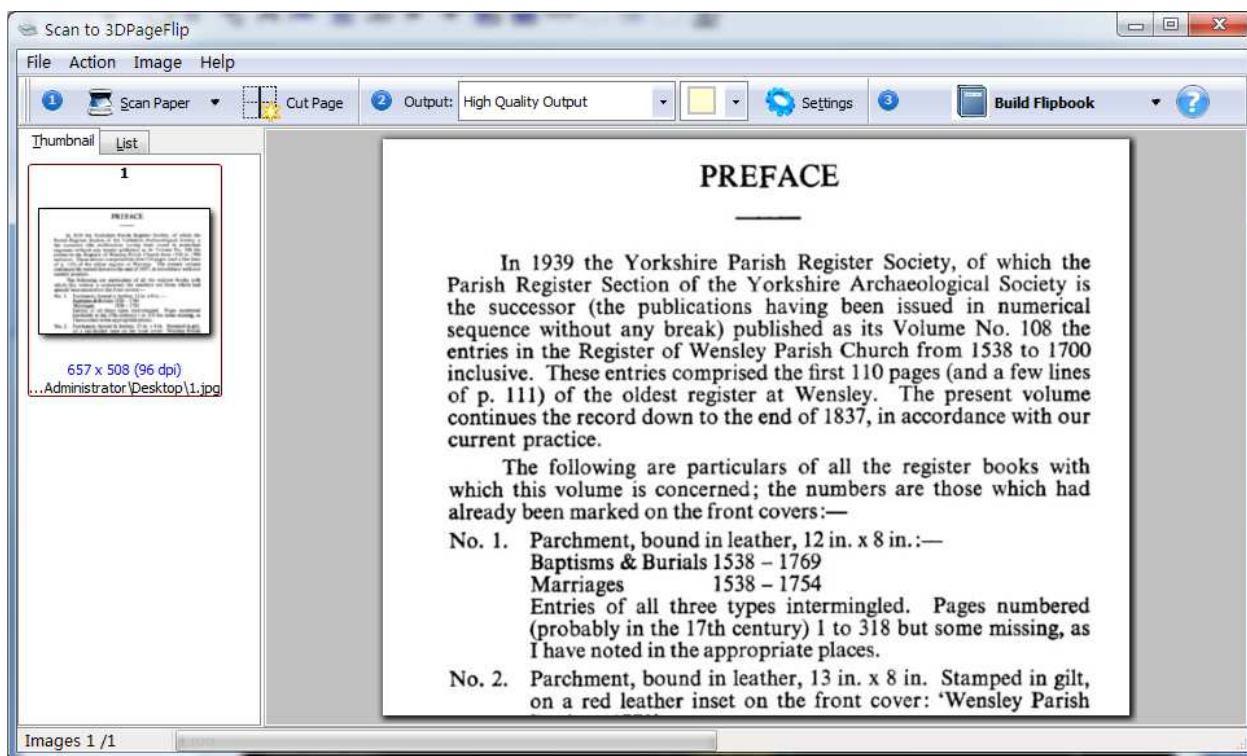 Scan to 3DPageFlip
File Action Image Help
1 Scan Paper Cut Page 2 Output: High Quality Output Settings 3 Build Flipbook ?
Thumbnail List
1
PREFACE
657 x 508 (96 dpi)
...Administrator\Desktop\1.jpg
PREFACE
In 1939 the Yorkshire Parish Register Society, of which the
Parish Register Section of the Yorkshire Archaeological Society is
the successor (the publications having been issued in numerical
sequence without any break) published as its Volume No. 108 the
entries in the Register of Wensley Parish Church from 1538 to 1700
inclusive. These entries comprised the first 110 pages (and a few lines
of p. 111) of the oldest register at Wensley. The present volume
continues the record down to the end of 1837, in accordance with our
current practice.
The following are particulars of all the register books with
which this volume is concerned; the numbers are those which had
already been marked on the front covers:—
No. 1. Parchment, bound in leather, 12 in. x 8 in.:—
Baptisms & Burials 1538 – 1769
Marriages 1538 – 1754
Entries of all three types intermingled. Pages numbered
(probably in the 17th century) 1 to 318 but some missing, as
I have noted in the appropriate places.
No. 2. Parchment, bound in leather, 13 in. x 8 in. Stamped in gilt,
on a red leather inset on the front cover: ‘Wensley Parish
Images 1 /1